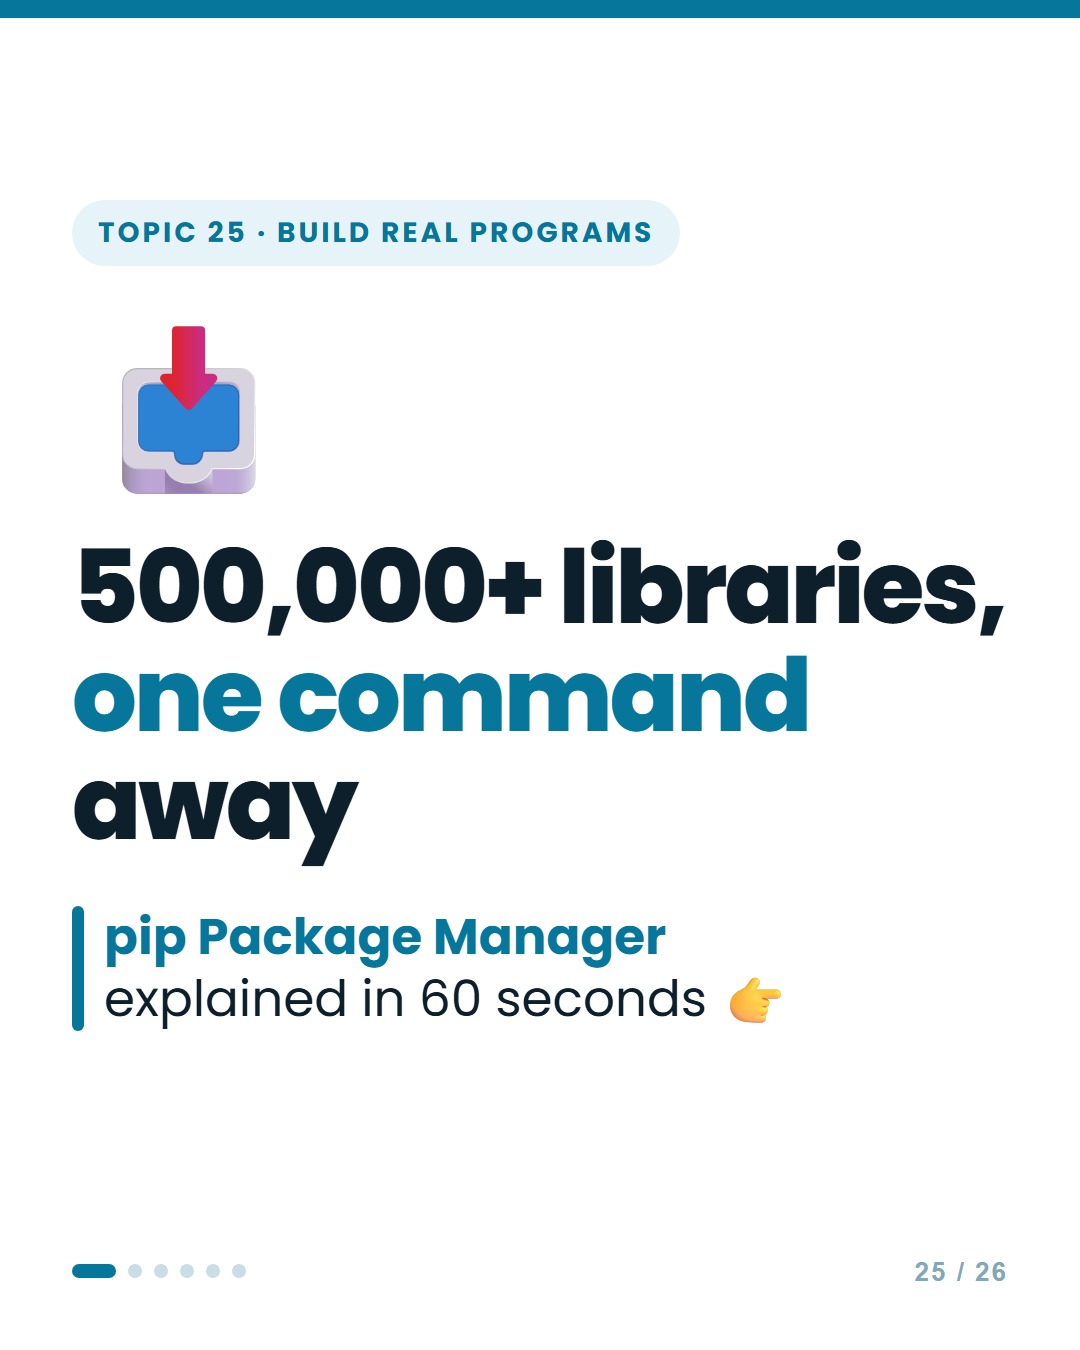 TOPIC 25 · BUILD REAL PROGRAMS
500,000+ libraries,
one command
away
pip Package Manager
explained in 60 seconds 👉
25 / 26